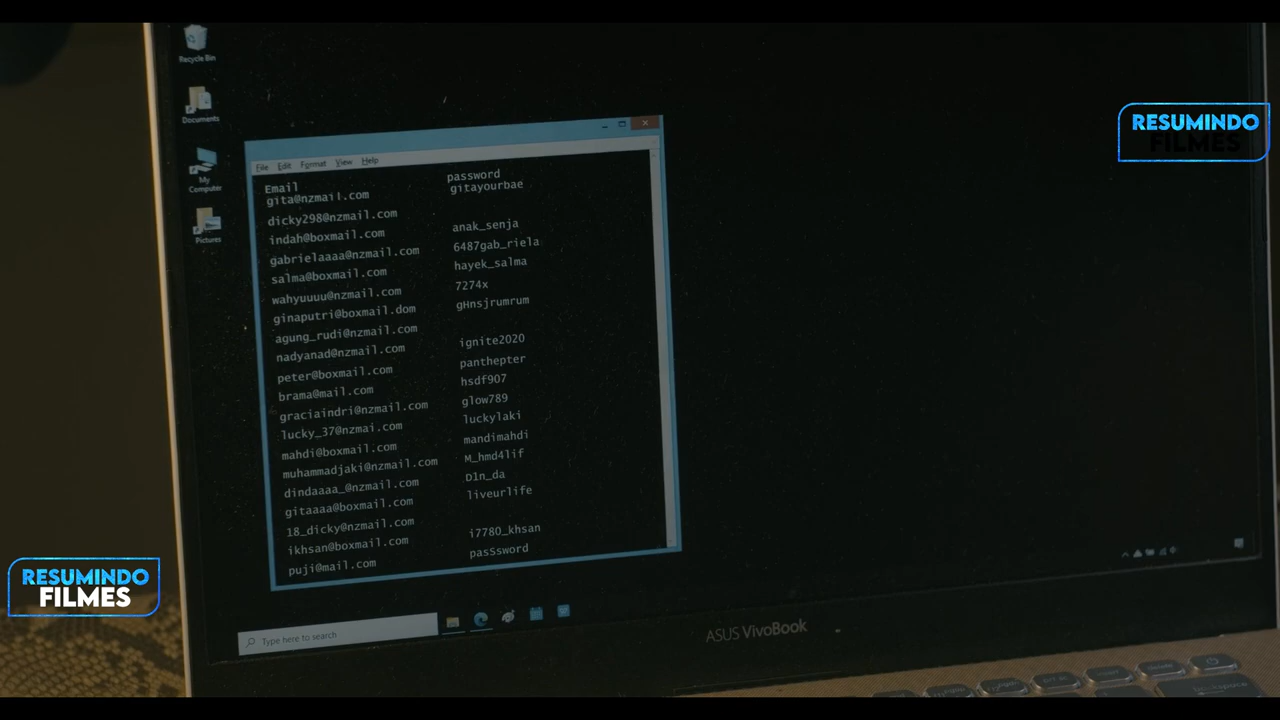 Recycle Bin
Documents
My Computer
Pictures
File Edit Format View Help
Email password
gita@nzmail.com gitayourbae
dicky298@nzmail.com
indah@boxmail.com anak_senja
gabrielaaaa@nzmail.com 6487gab_riela
salma@boxmail.com hayek_salma
wahyuuuu@nzmail.com 7274x
ginaputri@boxmail.dom gHnsjrumrum
agung_rudi@nzmail.com
nadyanad@nzmail.com ignite2020
peter@boxmail.com panthepter
brama@mail.com hsdf907
graciaindri@nzmail.com glow789
lucky_37@nzmai.com luckylaki
mahdi@boxmail.com mandimahdi
muhammadjaki@nzmail.com M_hmd4lif
dindaaaa_@nzmail.com D1n_da
gitaaaa@boxmail.com liveurlife
18_dicky@nzmail.com
ikhsan@boxmail.com i7780_khsan
puji@mail.com passsword
Type here to search
ASUS VivoBook
RESUMINDO
FILMES
RESUMINDO
FILMES